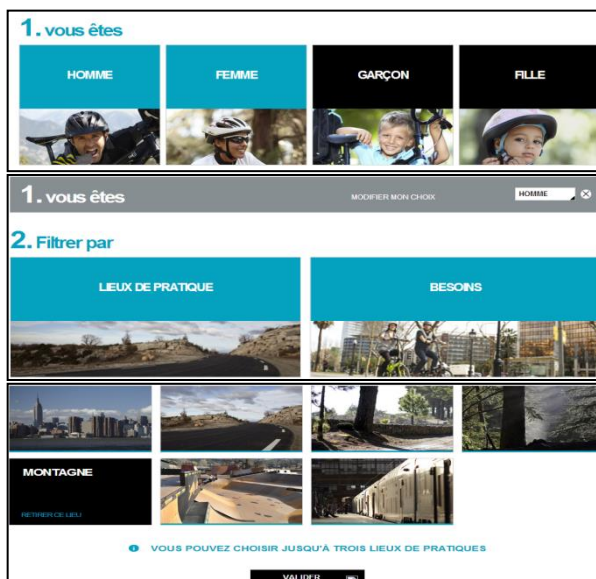 1. vous êtes
HOMME FEMME GARÇON FILLE
1. vous êtes MODIFIER MON CHOIX HOMME
2. Filtrer par
LIEUX DE PRATIQUE BESOINS
MONTAGNE
RETIRER CE LIEU
VOUS POUVEZ CHOISIR JUSQU'À TROIS LIEUX DE PRATIQUES
VALIDER